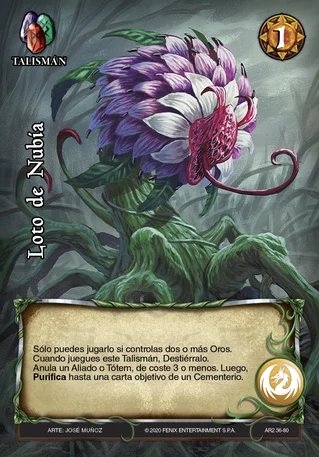 1
TALISMÁN
Loto de Nubia
Sólo puedes jugarlo si controlas dos o más Oros.
Cuando juegues este Talismán, Destiérralo.
Anula un Aliado o Tótem, de coste 3 o menos. Luego,
Purifica hasta una carta objetivo de un Cementerio.
ARTE: JOSÉ MUÑOZ
© 2020 FENIX ENTERTAINMENT S.P.A.
AR2 36-80